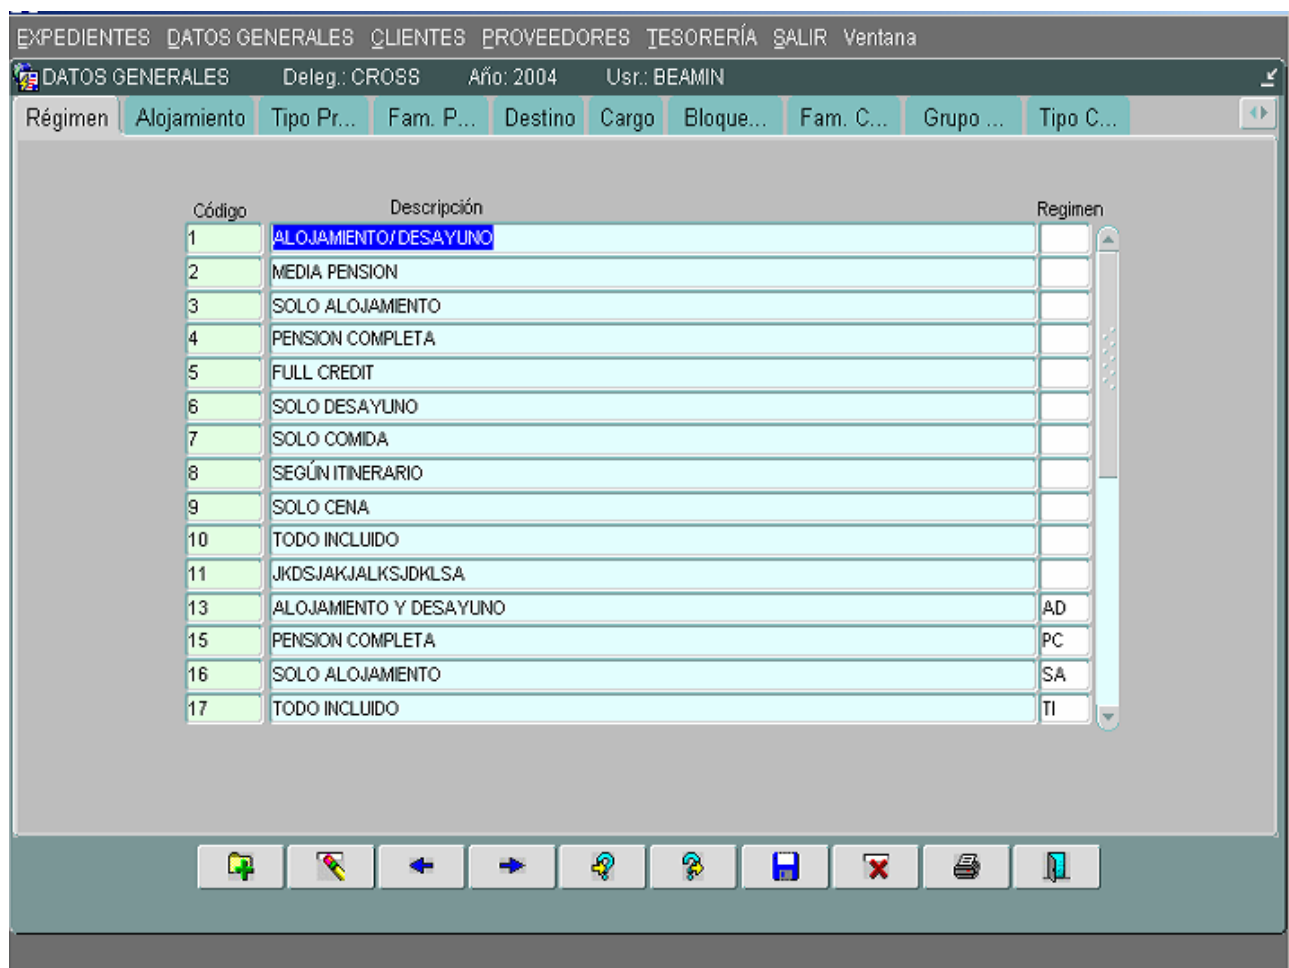 EXPEDIENTES DATOS GENERALES CLIENTES PROVEEDORES TESORERÍA SALIR Ventana
DATOS GENERALES Deleg.: CROSS Año: 2004 Usr.: BEAMIN
Régimen Alojamiento Tipo Pr... Fam. P... Destino Cargo Bloque... Fam. C... Grupo ... Tipo C...
Código Descripción Regimen
1 ALOJAMIENTO/DESAYUNO
2 MEDIA PENSION
3 SOLO ALOJAMIENTO
4 PENSION COMPLETA
5 FULL CREDIT
6 SOLO DESAYUNO
7 SOLO COMIDA
8 SEGÚN ITINERARIO
9 SOLO CENA
10 TODO INCLUIDO
11 JKDSJAKJALKSJDKLSA
13 ALOJAMIENTO Y DESAYUNO AD
15 PENSION COMPLETA PC
16 SOLO ALOJAMIENTO SA
17 TODO INCLUIDO TI